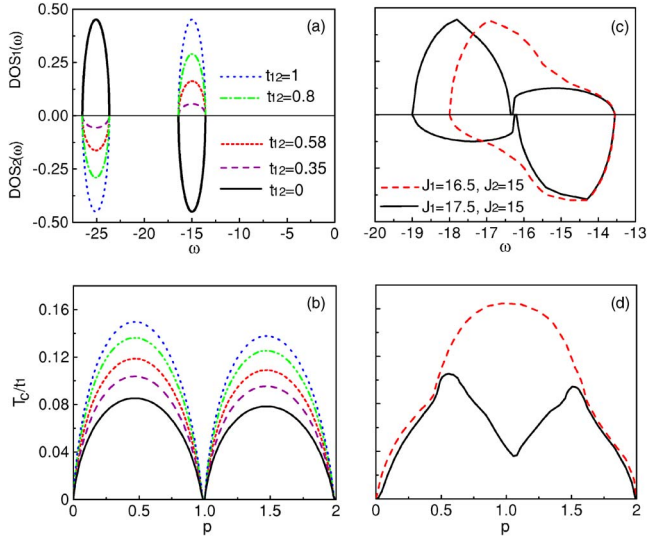 0.50
0.25
0.00
-0.25
-0.50
DOS₁(ω)
DOS₂(ω)
(a)
t₁₂=1
t₁₂=0.8
t₁₂=0.58
t₁₂=0.35
t₁₂=0
-25 -20 -15 -10 -5 0
ω
(c)
J₁=16.5, J₂=15
J₁=17.5, J₂=15
-20 -19 -18 -17 -16 -15 -14 -13
ω
(b)
0.16
0.12
0.08
0.04
0
T_C/t₁
0 0.5 1.0 1.5 2
p
(d)
0 0.5 1.0 1.5 2
p